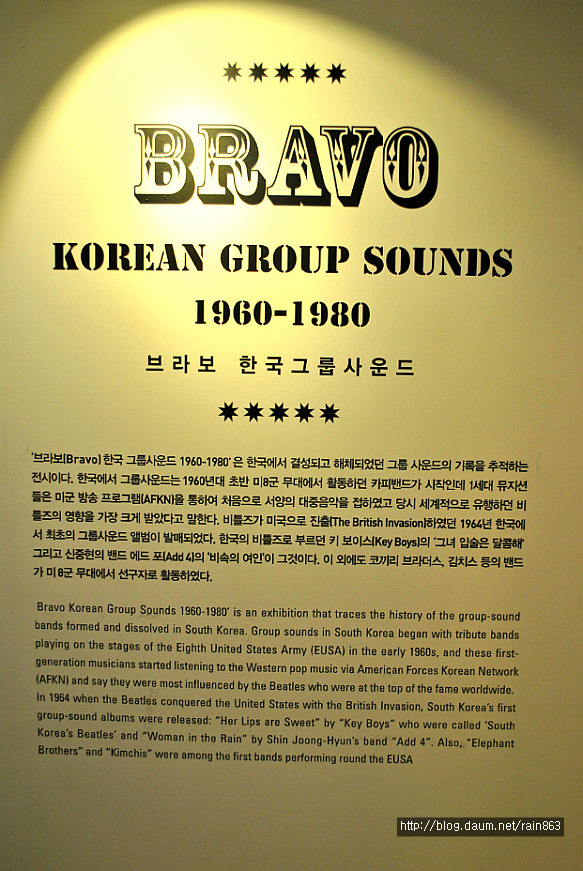 BRAVO
KOREAN GROUP SOUNDS
1960-1980
브라보 한국그룹사운드
'브라보(Bravo) 한국 그룹사운드 1960-1980' 은 한국에서 결성되고 해체되었던 그룹 사운드의 기록을 추적하는
전시이다. 한국에서 그룹사운드는 1960년대 초반 미8군 무대에서 활동하던 카피밴드가 시작인데 1세대 뮤지션
들은 미군 방송 프로그램(AFKN)을 통하여 처음으로 서양의 대중음악을 접하였고 당시 세계적으로 유행하던 비
틀즈의 영향을 가장 크게 받았다고 말한다. 비틀즈가 미국으로 진출(The British Invasion)하였던 1964년 한국에
서 최초의 그룹사운드 앨범이 발매되었다. 한국의 비틀즈로 부르던 키 보이스(Key Boys)의 '그녀 입술은 달콤해'
그리고 신중현의 밴드 에드 포(Add 4)의 '비속의 여인'이 그것이다. 이 외에도 코끼리 브라더스, 김치스 등의 밴드
가 미 8군 무대에서 선구자로 활동하였다.
Bravo Korean Group Sounds 1960-1980' is an exhibition that traces the history of the group-sound
bands formed and dissolved in South Korea. Group sounds in South Korea began with tribute bands
playing on the stages of the Eighth United States Army (EUSA) in the early 1960s, and these first-
generation musicians started listening to the Western pop music via American Forces Korean Network
(AFKN) and say they were most influenced by the Beatles who were at the top of the fame worldwide.
In 1964 when the Beatles conquered the United States with the British Invasion, South Korea's first
group-sound albums were released: "Her Lips are Sweet" by "Key Boys" who were called 'South
Korea's Beatles' and "Woman in the Rain" by Shin Joong-Hyun's band "Add 4". Also, "Elephant
Brothers" and "Kimchis" were among the first bands performing round the EUSA
http://blog.daum.net/rain863